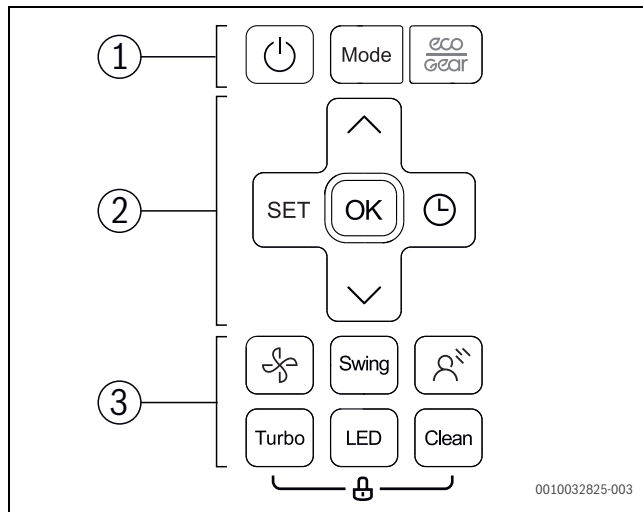 1
Mode
eco
Gear
2
SET
OK
3
Swing
Turbo
LED
Clean
0010032825-003